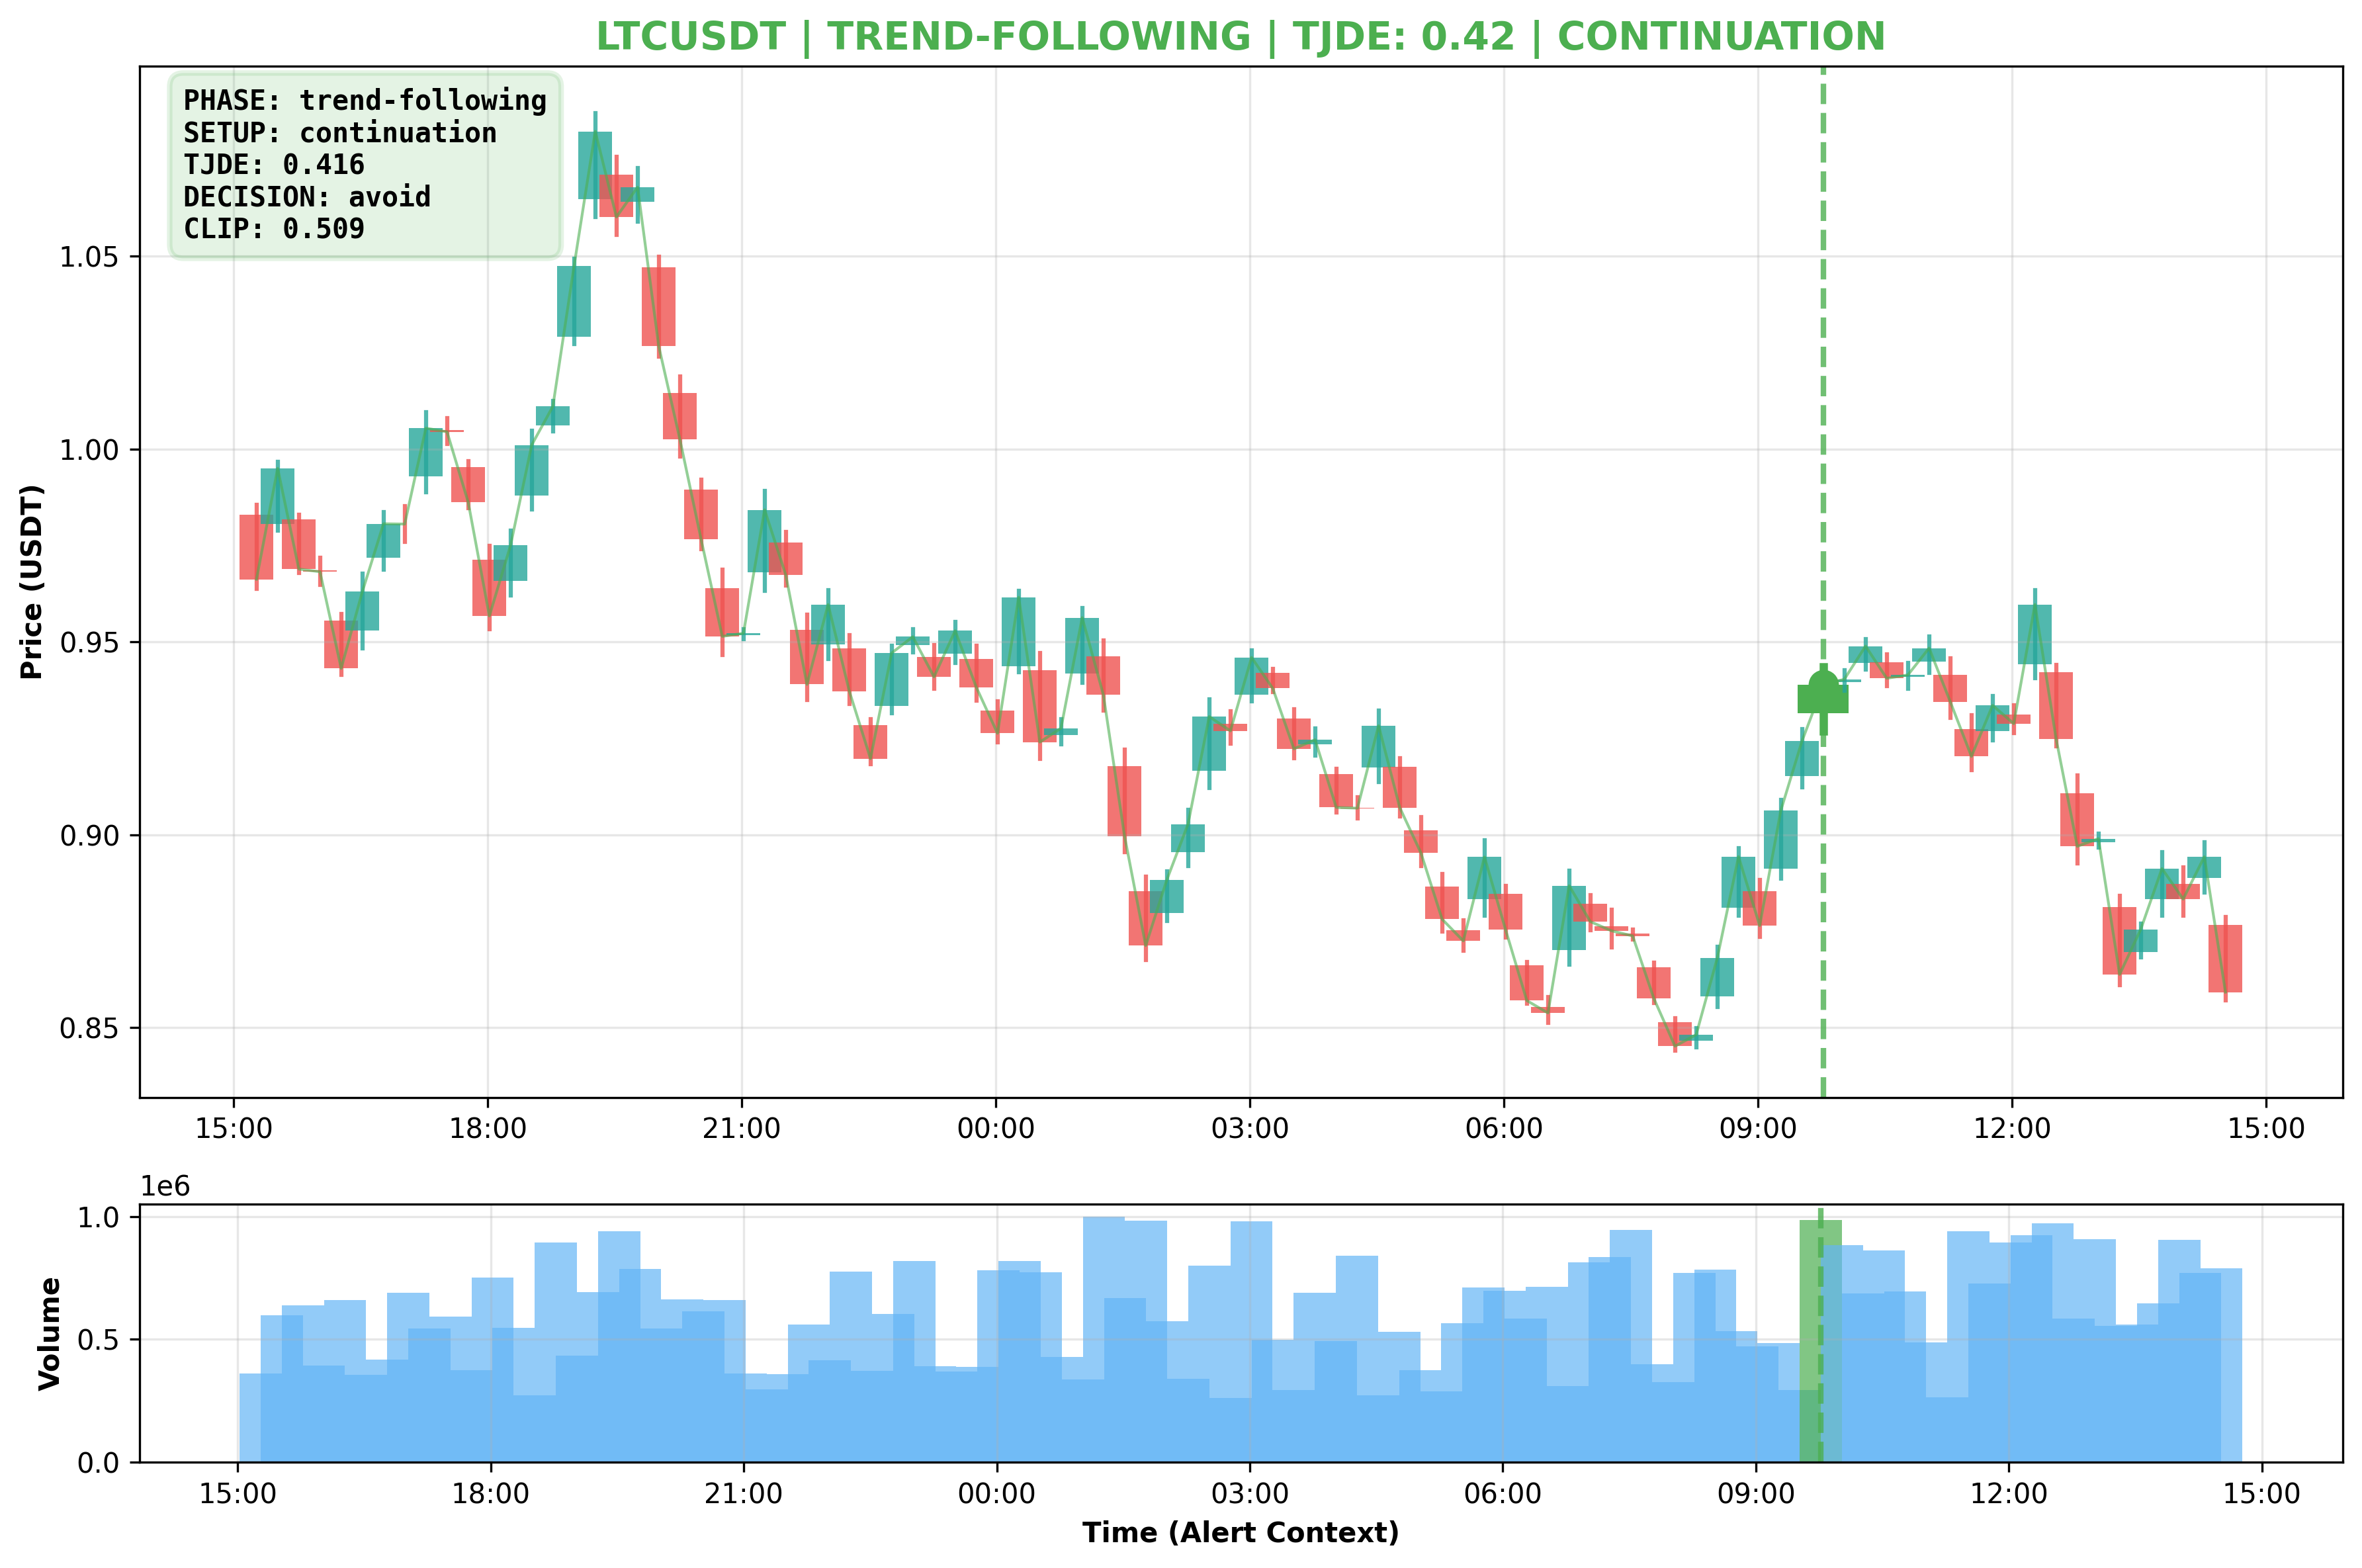 LTCUSDT | TREND-FOLLOWING | TJDE: 0.42 | CONTINUATION
PHASE: trend-following
SETUP: continuation
TJDE: 0.416
DECISION: avoid
CLIP: 0.509
Price (USDT)
1.05
1.00
0.95
0.90
0.85
15:00 18:00 21:00 00:00 03:00 06:00 09:00 12:00 15:00
1e6
Volume
1.0
0.5
0.0
15:00 18:00 21:00 00:00 03:00 06:00 09:00 12:00 15:00
Time (Alert Context)